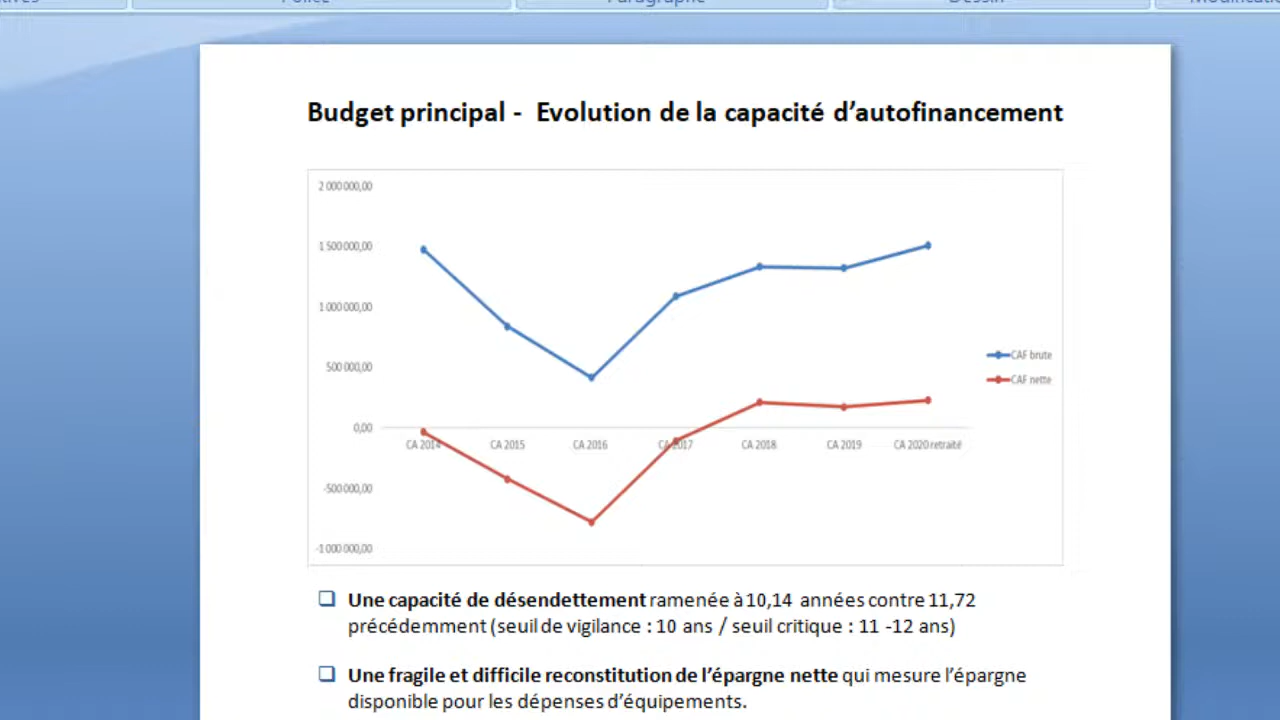 Police
Paragraphe
Dessin
Budget principal - Evolution de la capacité d’autofinancement
2 000 000,00
1 500 000,00
1 000 000,00
500 000,00
0,00
-500 000,00
-1 000 000,00
CA 2014
CA 2015
CA 2016
CA 2017
CA 2018
CA 2019
CA 2020 retraité
CAF brute
CAF nette
Une capacité de désendettement ramenée à 10,14 années contre 11,72
précédemment (seuil de vigilance : 10 ans / seuil critique : 11 -12 ans)
Une fragile et difficile reconstitution de l’épargne nette qui mesure l’épargne
disponible pour les dépenses d’équipements.